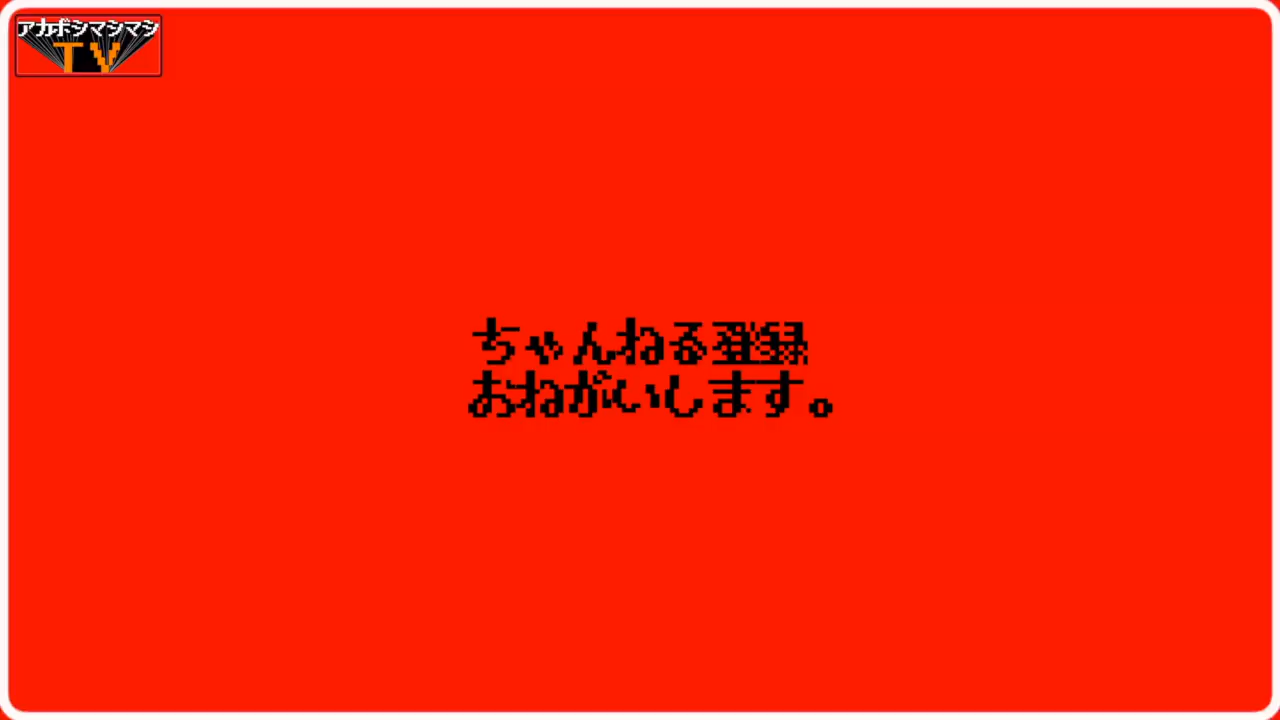 アカボシマシマシ
TV
ちゃんねる登録
おねがいします。